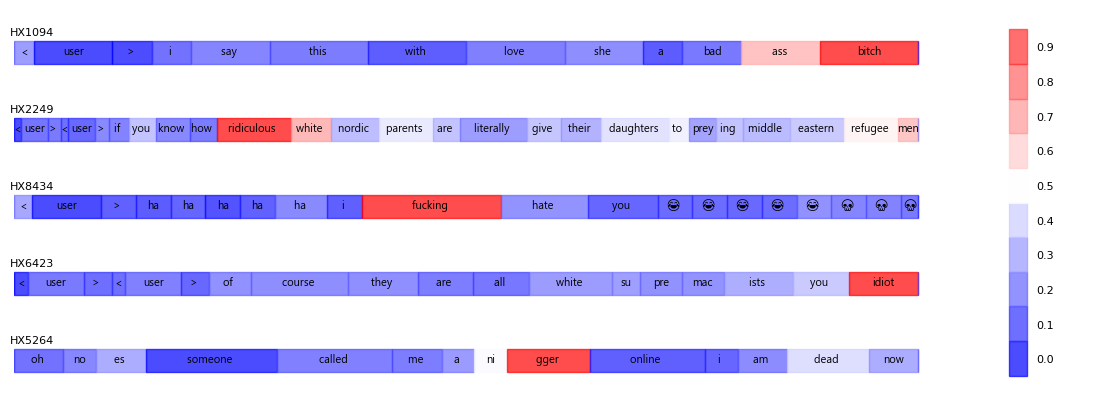 HX1094
< user > i say this with love she a bad ass bitch
HX2249
< user > < user > if you know how ridiculous white nordic parents are literally give their daughters to prey ing middle eastern refugee men
HX8434
< user > ha ha ha ha ha i fucking hate you 😂 😂 😂 😂 😂 💀 💀 💀
HX6423
< user > < user > of course they are all white su pre mac ists you idiot
HX5264
oh no es someone called me a ni gger online i am dead now
0.9
0.8
0.7
0.6
0.5
0.4
0.3
0.2
0.1
0.0